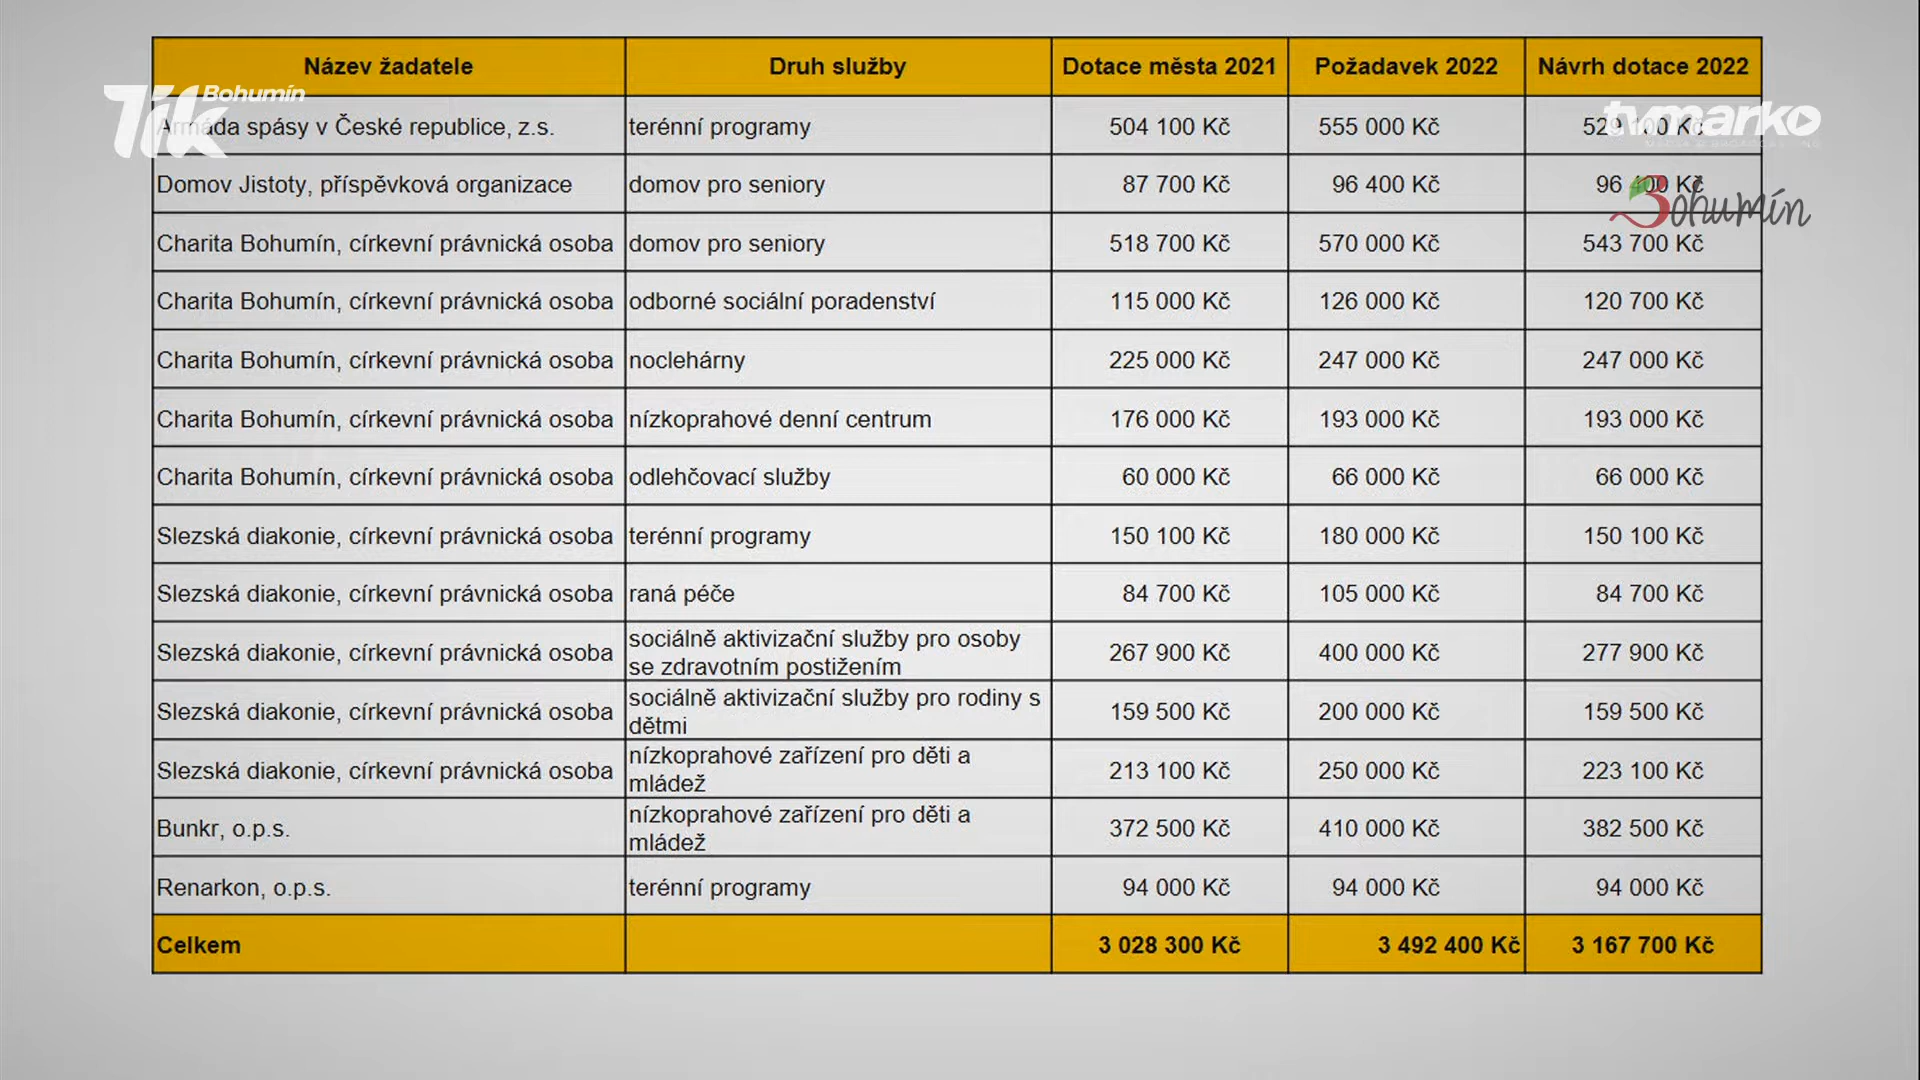 Název žadatele Druh služby Dotace města 2021 Požadavek 2022 Návrh dotace 2022
Tik Bohumín
tvmarko
Armáda spásy v České republice, z.s. terénní programy 504 100 Kč 555 000 Kč 529 100 Kč
Domov Jistoty, příspěvková organizace domov pro seniory 87 700 Kč 96 400 Kč 96 400 Kč
Bohumín
Charita Bohumín, církevní právnická osoba domov pro seniory 518 700 Kč 570 000 Kč 543 700 Kč
Charita Bohumín, církevní právnická osoba odborné sociální poradenství 115 000 Kč 126 000 Kč 120 700 Kč
Charita Bohumín, církevní právnická osoba noclehárny 225 000 Kč 247 000 Kč 247 000 Kč
Charita Bohumín, církevní právnická osoba nízkoprahové denní centrum 176 000 Kč 193 000 Kč 193 000 Kč
Charita Bohumín, církevní právnická osoba odlehčovací služby 60 000 Kč 66 000 Kč 66 000 Kč
Slezská diakonie, církevní právnická osoba terénní programy 150 100 Kč 180 000 Kč 150 100 Kč
Slezská diakonie, církevní právnická osoba raná péče 84 700 Kč 105 000 Kč 84 700 Kč
Slezská diakonie, církevní právnická osoba sociálně aktivizační služby pro osoby
se zdravotním postižením 267 900 Kč 400 000 Kč 277 900 Kč
Slezská diakonie, církevní právnická osoba sociálně aktivizační služby pro rodiny s
dětmi 159 500 Kč 200 000 Kč 159 500 Kč
Slezská diakonie, církevní právnická osoba nízkoprahové zařízení pro děti a
mládež 213 100 Kč 250 000 Kč 223 100 Kč
Bunkr, o.p.s. nízkoprahové zařízení pro děti a
mládež 372 500 Kč 410 000 Kč 382 500 Kč
Renarkon, o.p.s. terénní programy 94 000 Kč 94 000 Kč 94 000 Kč
Celkem 3 028 300 Kč 3 492 400 Kč 3 167 700 Kč